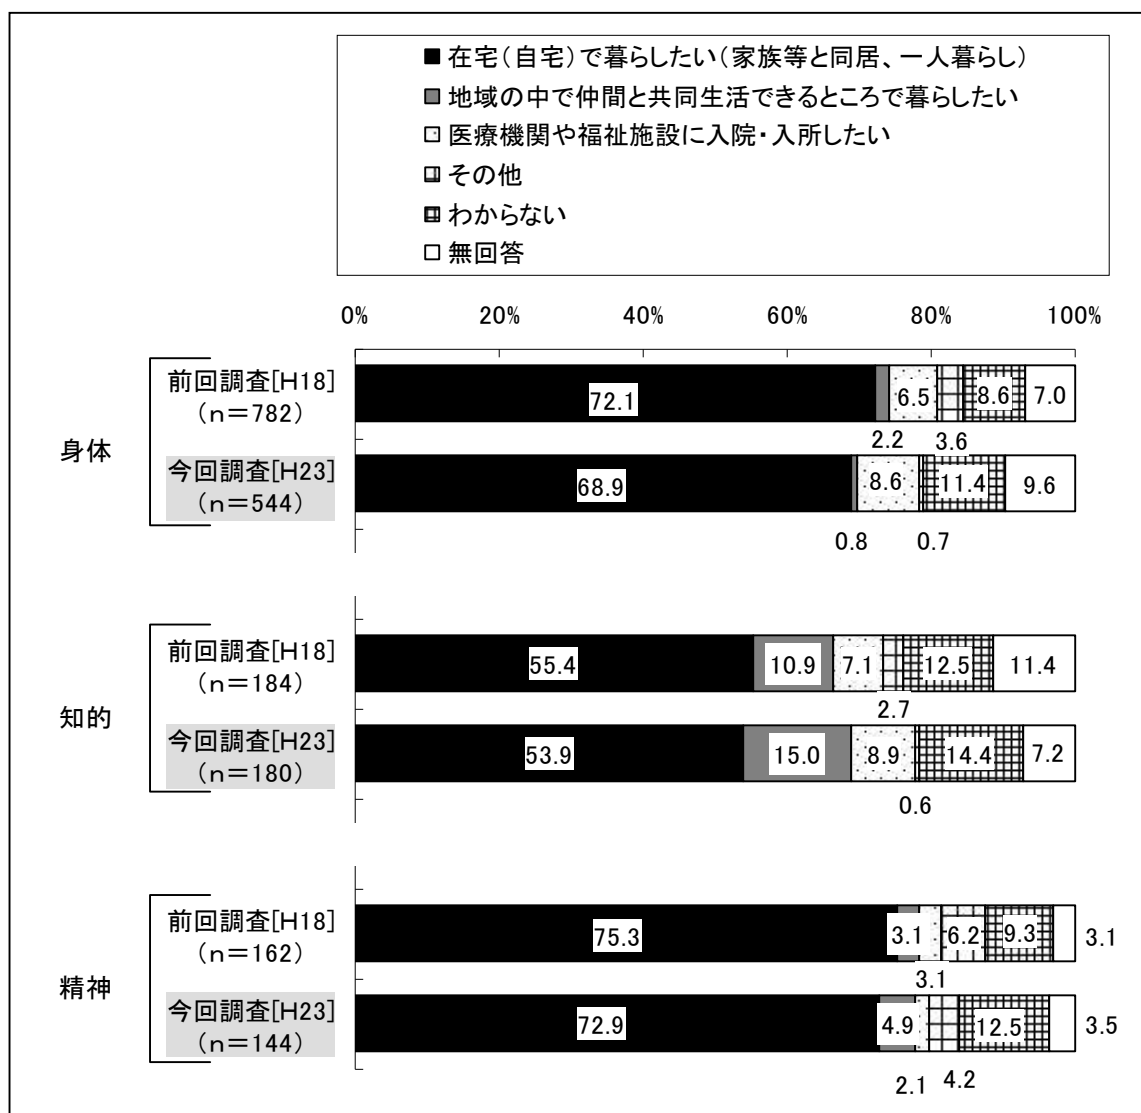 在宅（自宅）で暮らしたい（家族等と同居、一人暮らし）
地域の中で仲間と共同生活できるところで暮らしたい
医療機関や福祉施設に入院・入所したい
その他
わからない
無回答
0% 20% 40% 60% 80% 100%
身体
前回調査[H18]
（ｎ＝782）
72.1 2.2 6.5 3.6 8.6 7.0
今回調査[H23]
（ｎ＝544）
68.9 0.8 8.6 0.7 11.4 9.6
知的
前回調査[H18]
（ｎ＝184）
55.4 10.9 7.1 2.7 12.5 11.4
今回調査[H23]
（ｎ＝180）
53.9 15.0 8.9 0.6 14.4 7.2
精神
前回調査[H18]
（ｎ＝162）
75.3 3.1 3.1 6.2 9.3 3.1
今回調査[H23]
（ｎ＝144）
72.9 4.9 2.1 4.2 12.5 3.5